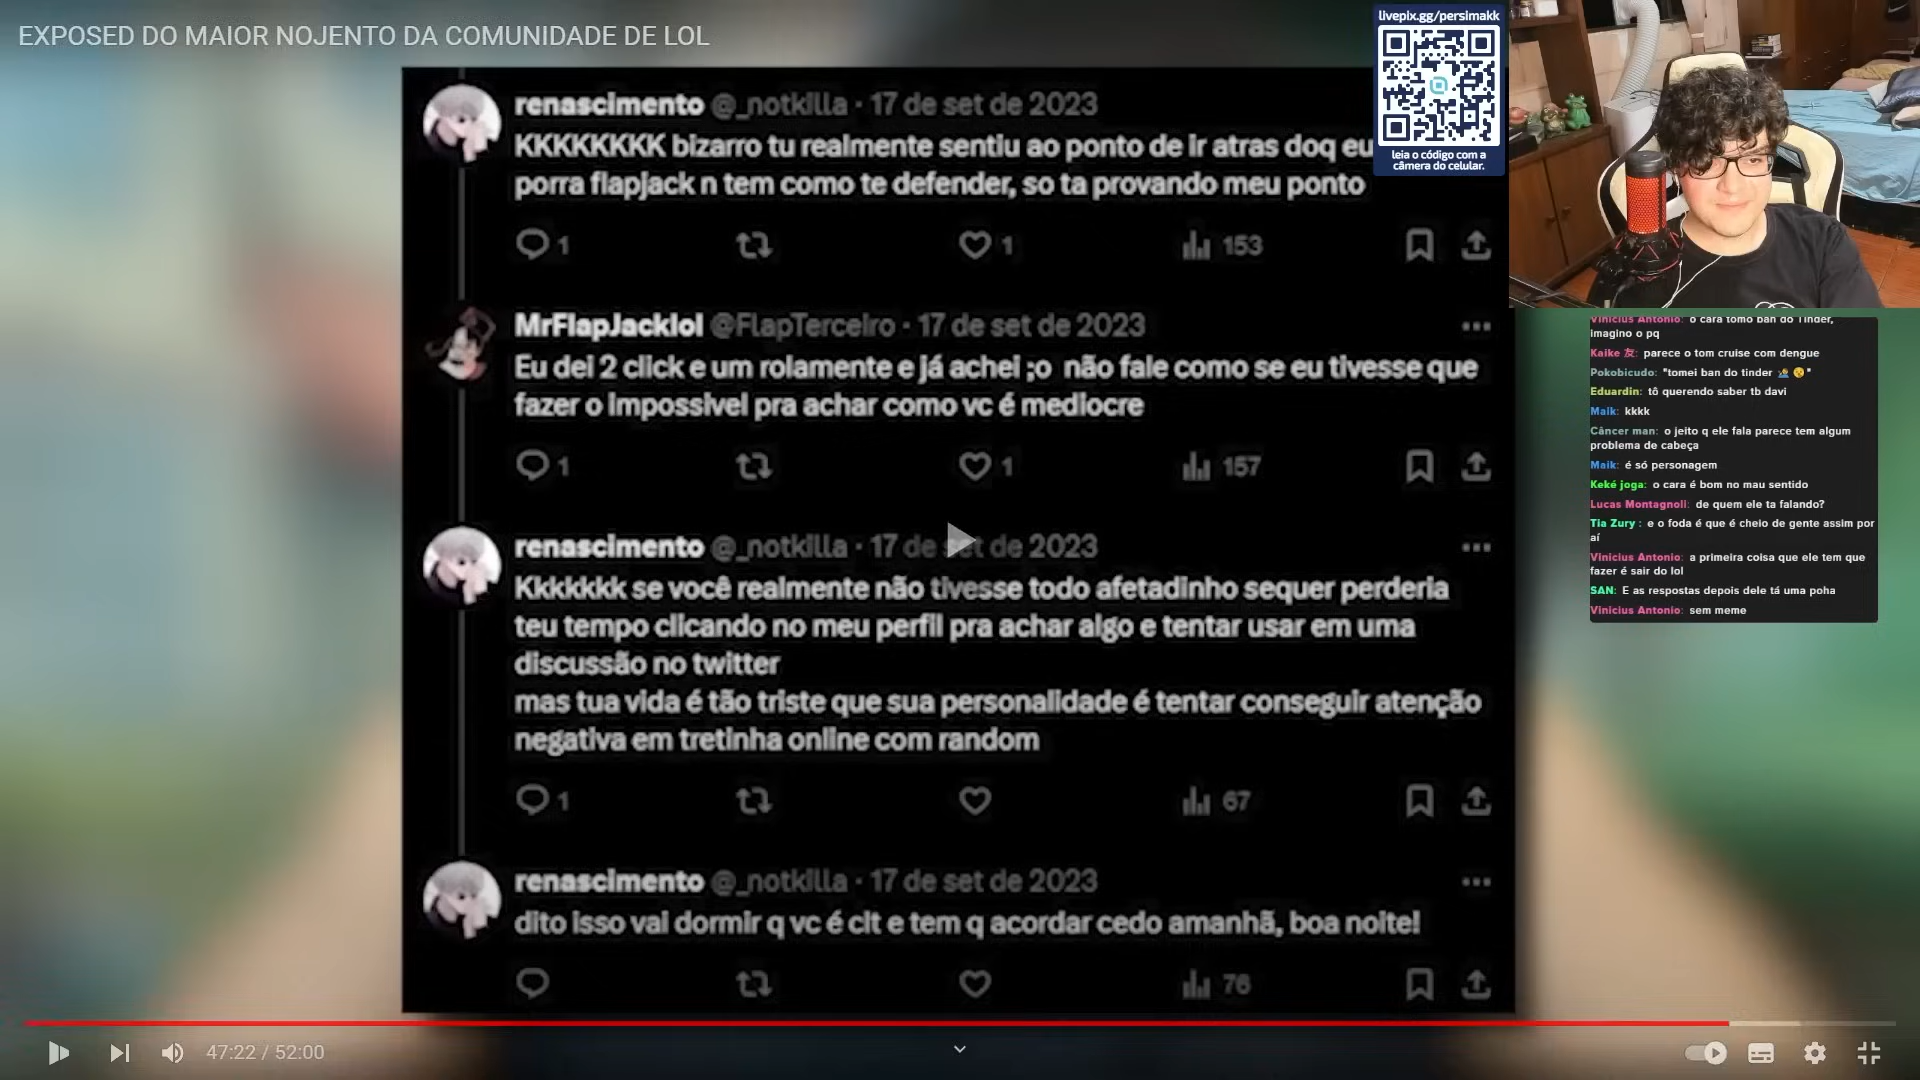 EXPOSED DO MAIOR NOJENTO DA COMUNIDADE DE LOL
livepix.gg/persimakk
leia o código com a
câmera do celular.
renascimento @_notkilla · 17 de set de 2023
KKKKKKKK bizarro tu realmente sentiu ao ponto de ir atras doq eu
porra flapjack n tem como te defender, so ta provando meu ponto
1 1 153
MrFlapJacklol @FlapTerceiro · 17 de set de 2023
Eu dei 2 click e um rolamente e já achei ;o não fale como se eu tivesse que
fazer o impossivel pra achar como vc é mediocre
1 1 157
renascimento @_notkilla · 17 de set de 2023
Kkkkkkk se você realmente não tivesse todo afetadinho sequer perderia
teu tempo clicando no meu perfil pra achar algo e tentar usar em uma
discussão no twitter
mas tua vida é tão triste que sua personalidade é tentar conseguir atenção
negativa em tretinha online com random
1 67
renascimento @_notkilla · 17 de set de 2023
dito isso vai dormir q vc é clt e tem q acordar cedo amanhã, boa noite!
76
Vinicius Antonio: o cara tomo ban do Tinder,
imagino o pq
Kaike 友: parece o tom cruise com dengue
Pokobicudo: "tomei ban do tinder 🤷 😯"
Eduardin: tô querendo saber tb davi
Maik: kkkk
Câncer man: o jeito q ele fala parece tem algum
problema de cabeça
Maik: é só personagem
Keké joga: o cara é bom no mau sentido
Lucas Montagnoli: de quem ele ta falando?
Tia Zury : e o foda é que é cheio de gente assim por
aí
Vinicius Antonio: a primeira coisa que ele tem que
fazer é sair do lol
SAN: E as respostas depois dele tá uma poha
Vinicius Antonio: sem meme
47:22 / 52:00